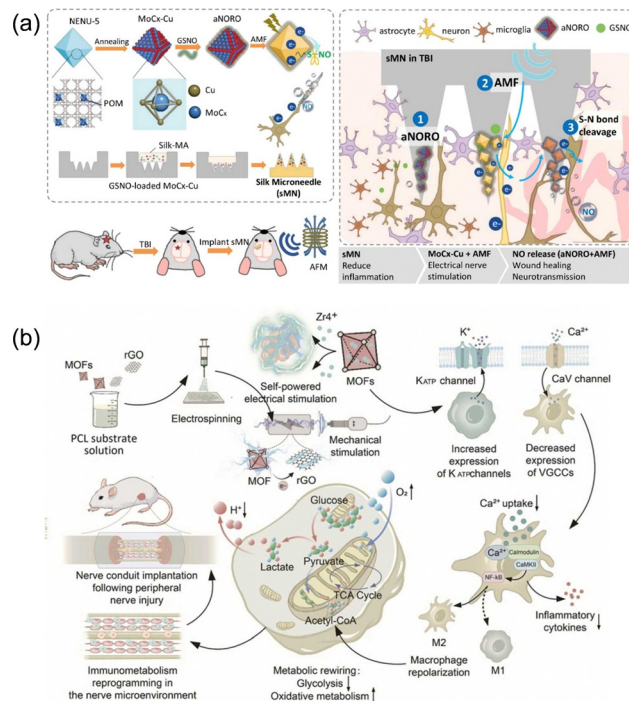 (a)
NENU-5
MoCx-Cu
aNORO
Annealing
GSNO
AMF
S-NO
NO
POM
Cu
MoCx
Silk-MA
GSNO-loaded MoCx-Cu
Silk Microneedle
(sMN)
TBI
Implant sMN
AFM
astrocyte
neuron
microglia
aNORO
GSNO
sMN in TBI
2 AMF
1
aNORO
3
S-N bond
cleavage
NO
sMN
Reduce
inflammation
MoCx-Cu + AMF
Electrical nerve
stimulation
NO release (aNORO+AMF)
Wound healing
Neurotransmission
(b)
MOFs
rGO
PCL substrate
solution
Electrospinning
Zr4+
Self-powered
electrical stimulation
MOFs
Mechanical
stimulation
MOF
rGO
K+
KATP channel
Increased
expression
of KATPchannels
Ca2+
CaV channel
Decreased
expression
of VGCCs
Ca2+ uptake ↓
Ca2+
Calmodulin
CaMKII
NF-kB
Inflammatory
cytokines ↓
M2
M1
Macrophage
repolarization
H+ ↓
O2 ↑
Glucose
Lactate
Pyruvate
TCA Cycle
Acetyl-CoA
Metabolic rewiring:
Glycolysis ↓
Oxidative metabolism ↑
Nerve conduit implantation
following peripheral
nerve injury
Immunometabolism
reprogramming in
the nerve microenvironment